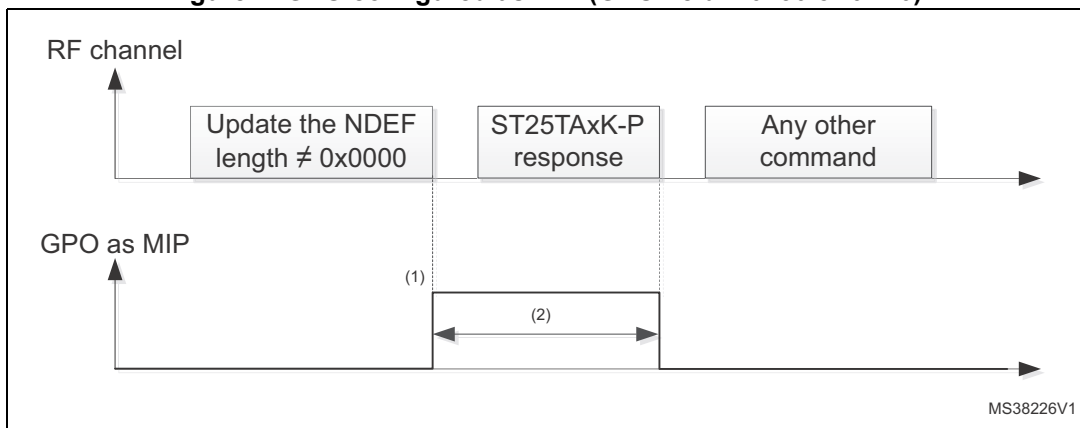 RF channel
Update the NDEF
length ≠ 0x0000
ST25TAxK-P
response
Any other
command
GPO as MIP
(1)
(2)
MS38226V1